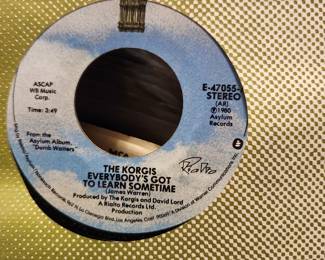 ASCAP
WB Music
Corp.
Time: 3:49
E-47055-
STEREO
(AR)
℗1980
Asylum
Records
From the
Asylum Album
"Dumb Waiters"
THE KORGIS
EVERYBODY'S GOT
TO LEARN SOMETIME
(James Warren)
Produced by The Korgis and David Lord
A Rialto Records Ltd.
Production
Rialto